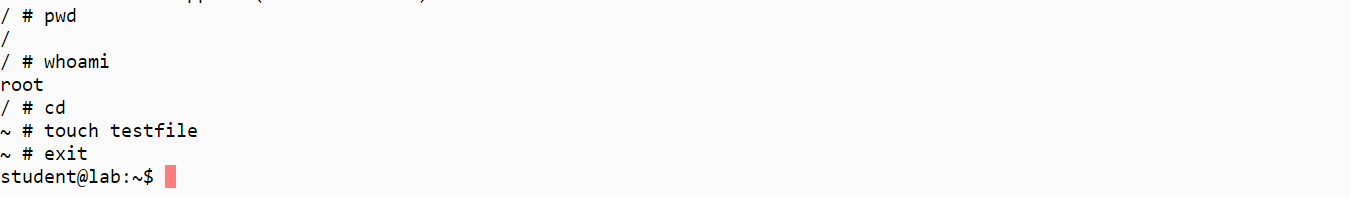 / # pwd
/
/ # whoami
root
/ # cd
~ # touch testfile
~ # exit
student@lab:~$